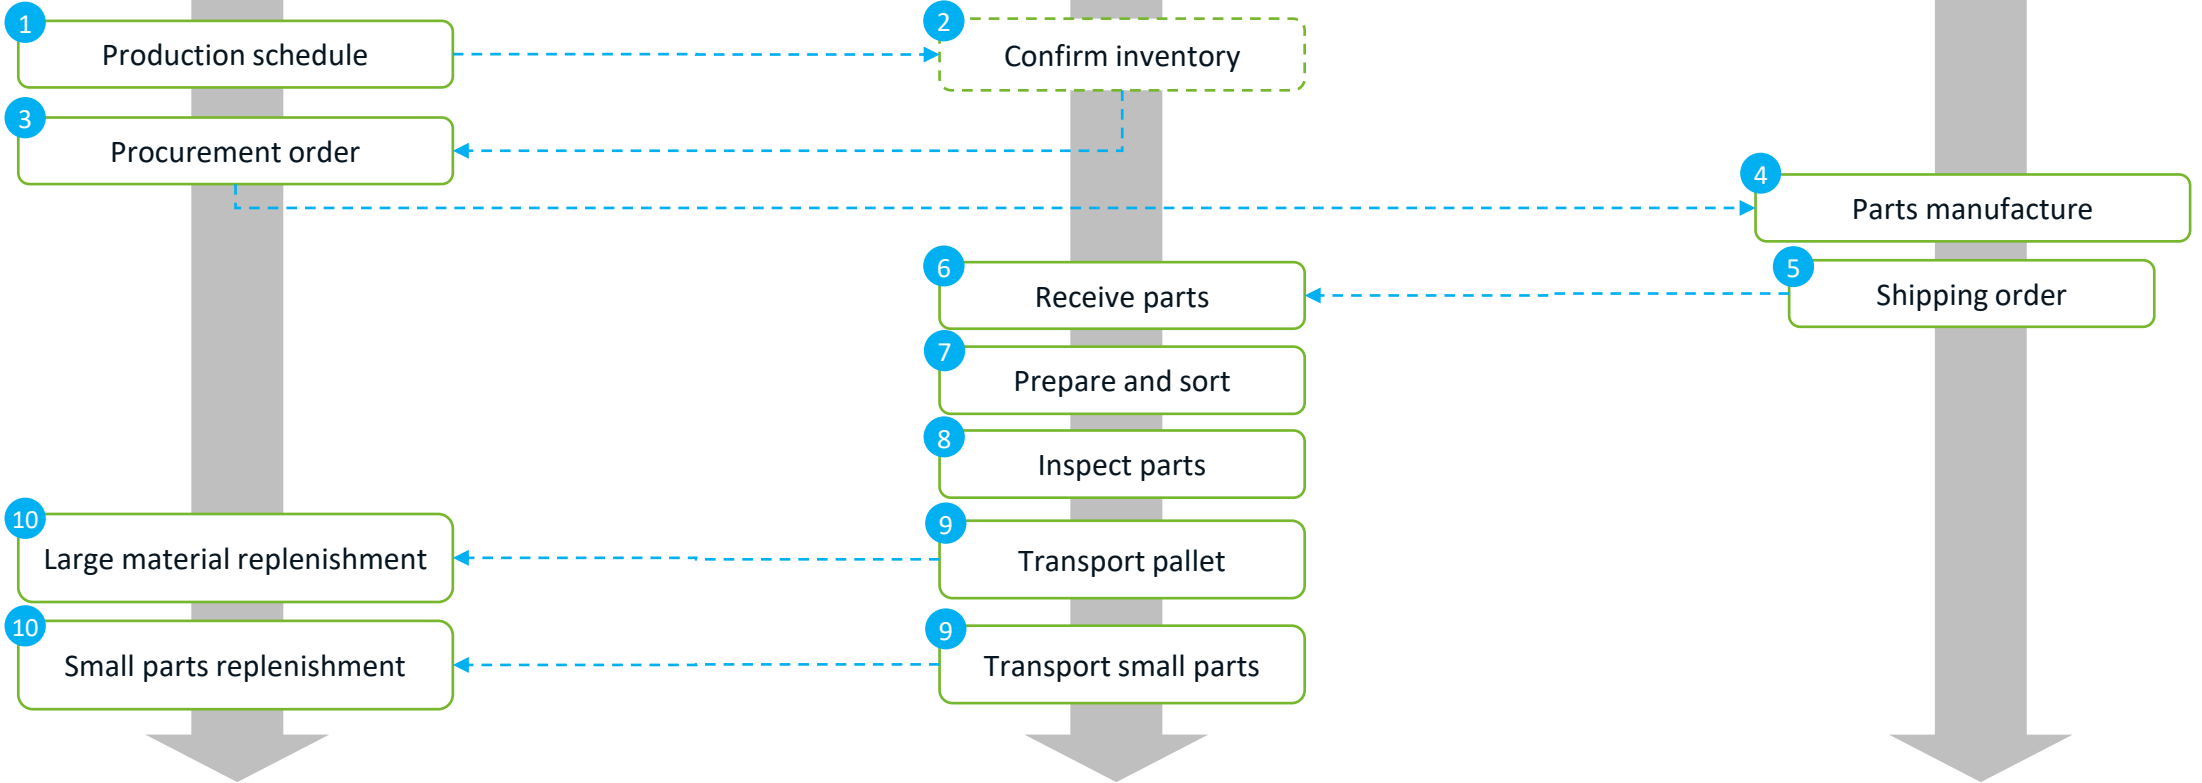 1
Production schedule
2
Confirm inventory
3
Procurement order
4
Parts manufacture
5
Shipping order
6
Receive parts
7
Prepare and sort
8
Inspect parts
9
Transport pallet
10
Large material replenishment
9
Transport small parts
10
Small parts replenishment